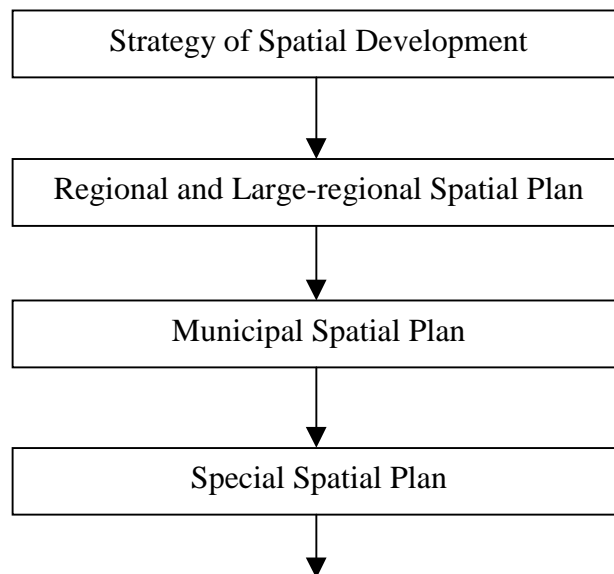 Strategy of Spatial Development
Regional and Large-regional Spatial Plan
Municipal Spatial Plan
Special Spatial Plan